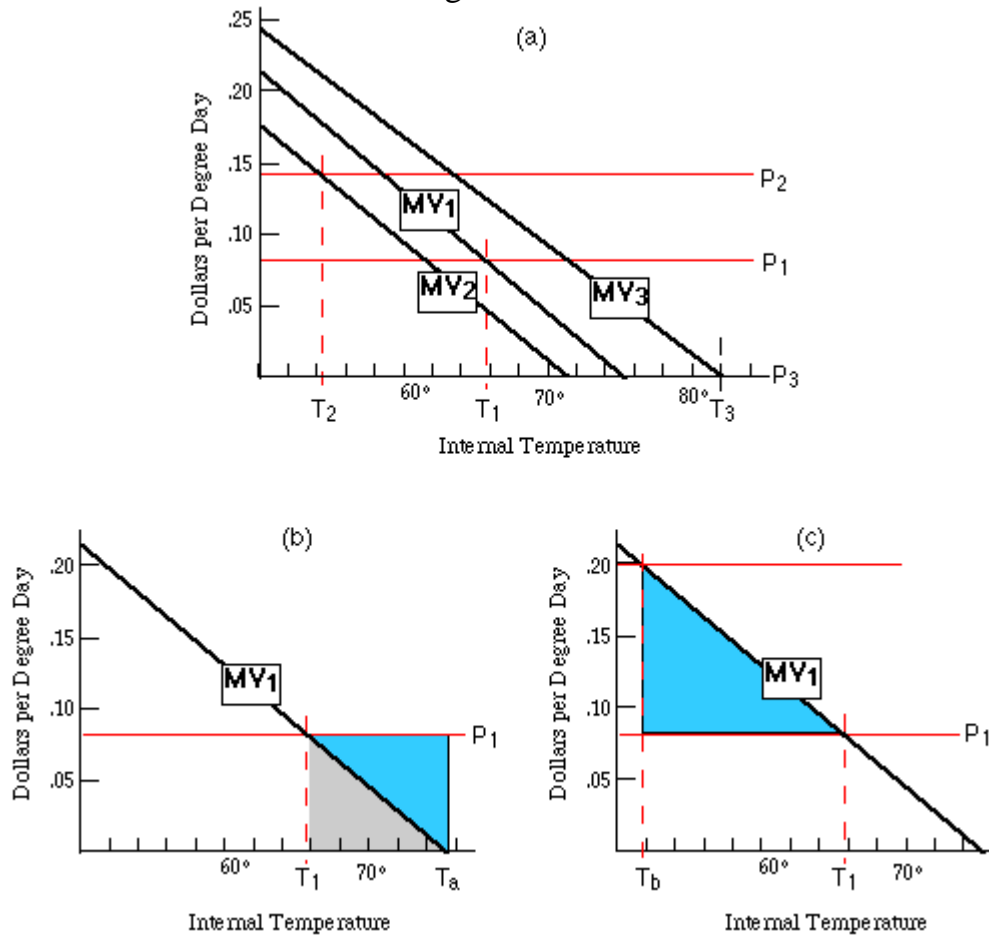 (a)
.25
.20
.15
.10
.05
Dollars per Degree Day
MV1
MV2
MV3
P2
P1
P3
60° 70° 80°
T2 T1 T3
Internal Temperature
(b)
.20
.15
.10
.05
Dollars per Degree Day
MV1
P1
60° 70°
T1 Ta
Internal Temperature
(c)
.20
.15
.10
.05
Dollars per Degree Day
MV1
P1
60° 70°
Tb T1
Internal Temperature